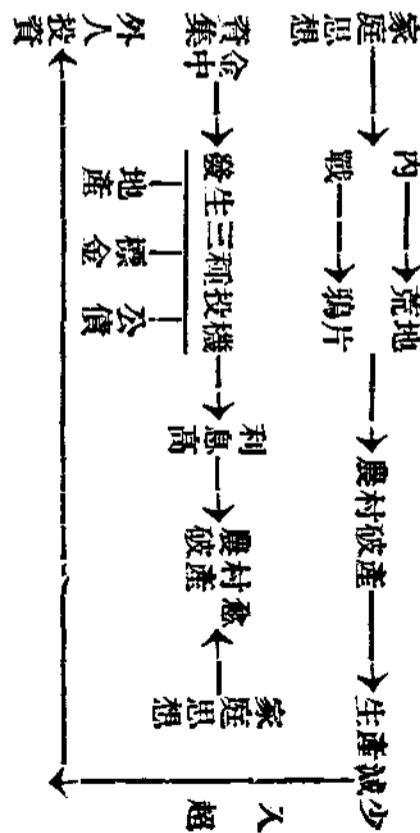 家庭
思想
內
戰
荒地
鴉片
農村破產
生產減少
入超
資金
集中
發生三種投機
地產
標金
公債
利息高
農村愈
破產
家庭
思想
外人
投資